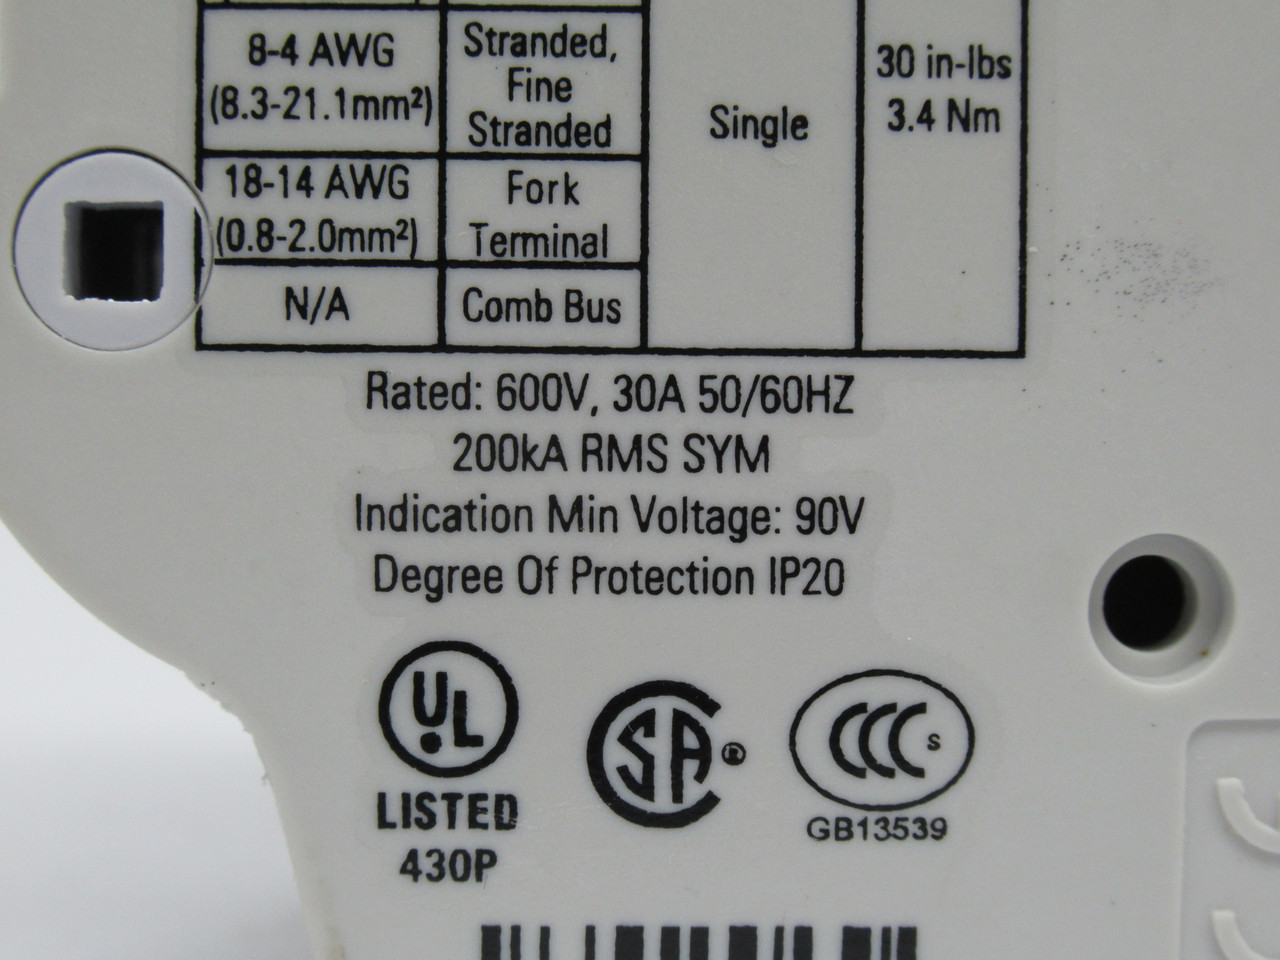 8-4 AWG
(8.3-21.1mm²)
Stranded,
Fine
Stranded
Single
30 in-lbs
3.4 Nm
18-14 AWG
(0.8-2.0mm²)
Fork
Terminal
N/A
Comb Bus
Rated: 600V, 30A 50/60HZ
200kA RMS SYM
Indication Min Voltage: 90V
Degree Of Protection IP20
UL
LISTED
430P
SA ®
CCC S
GB13539